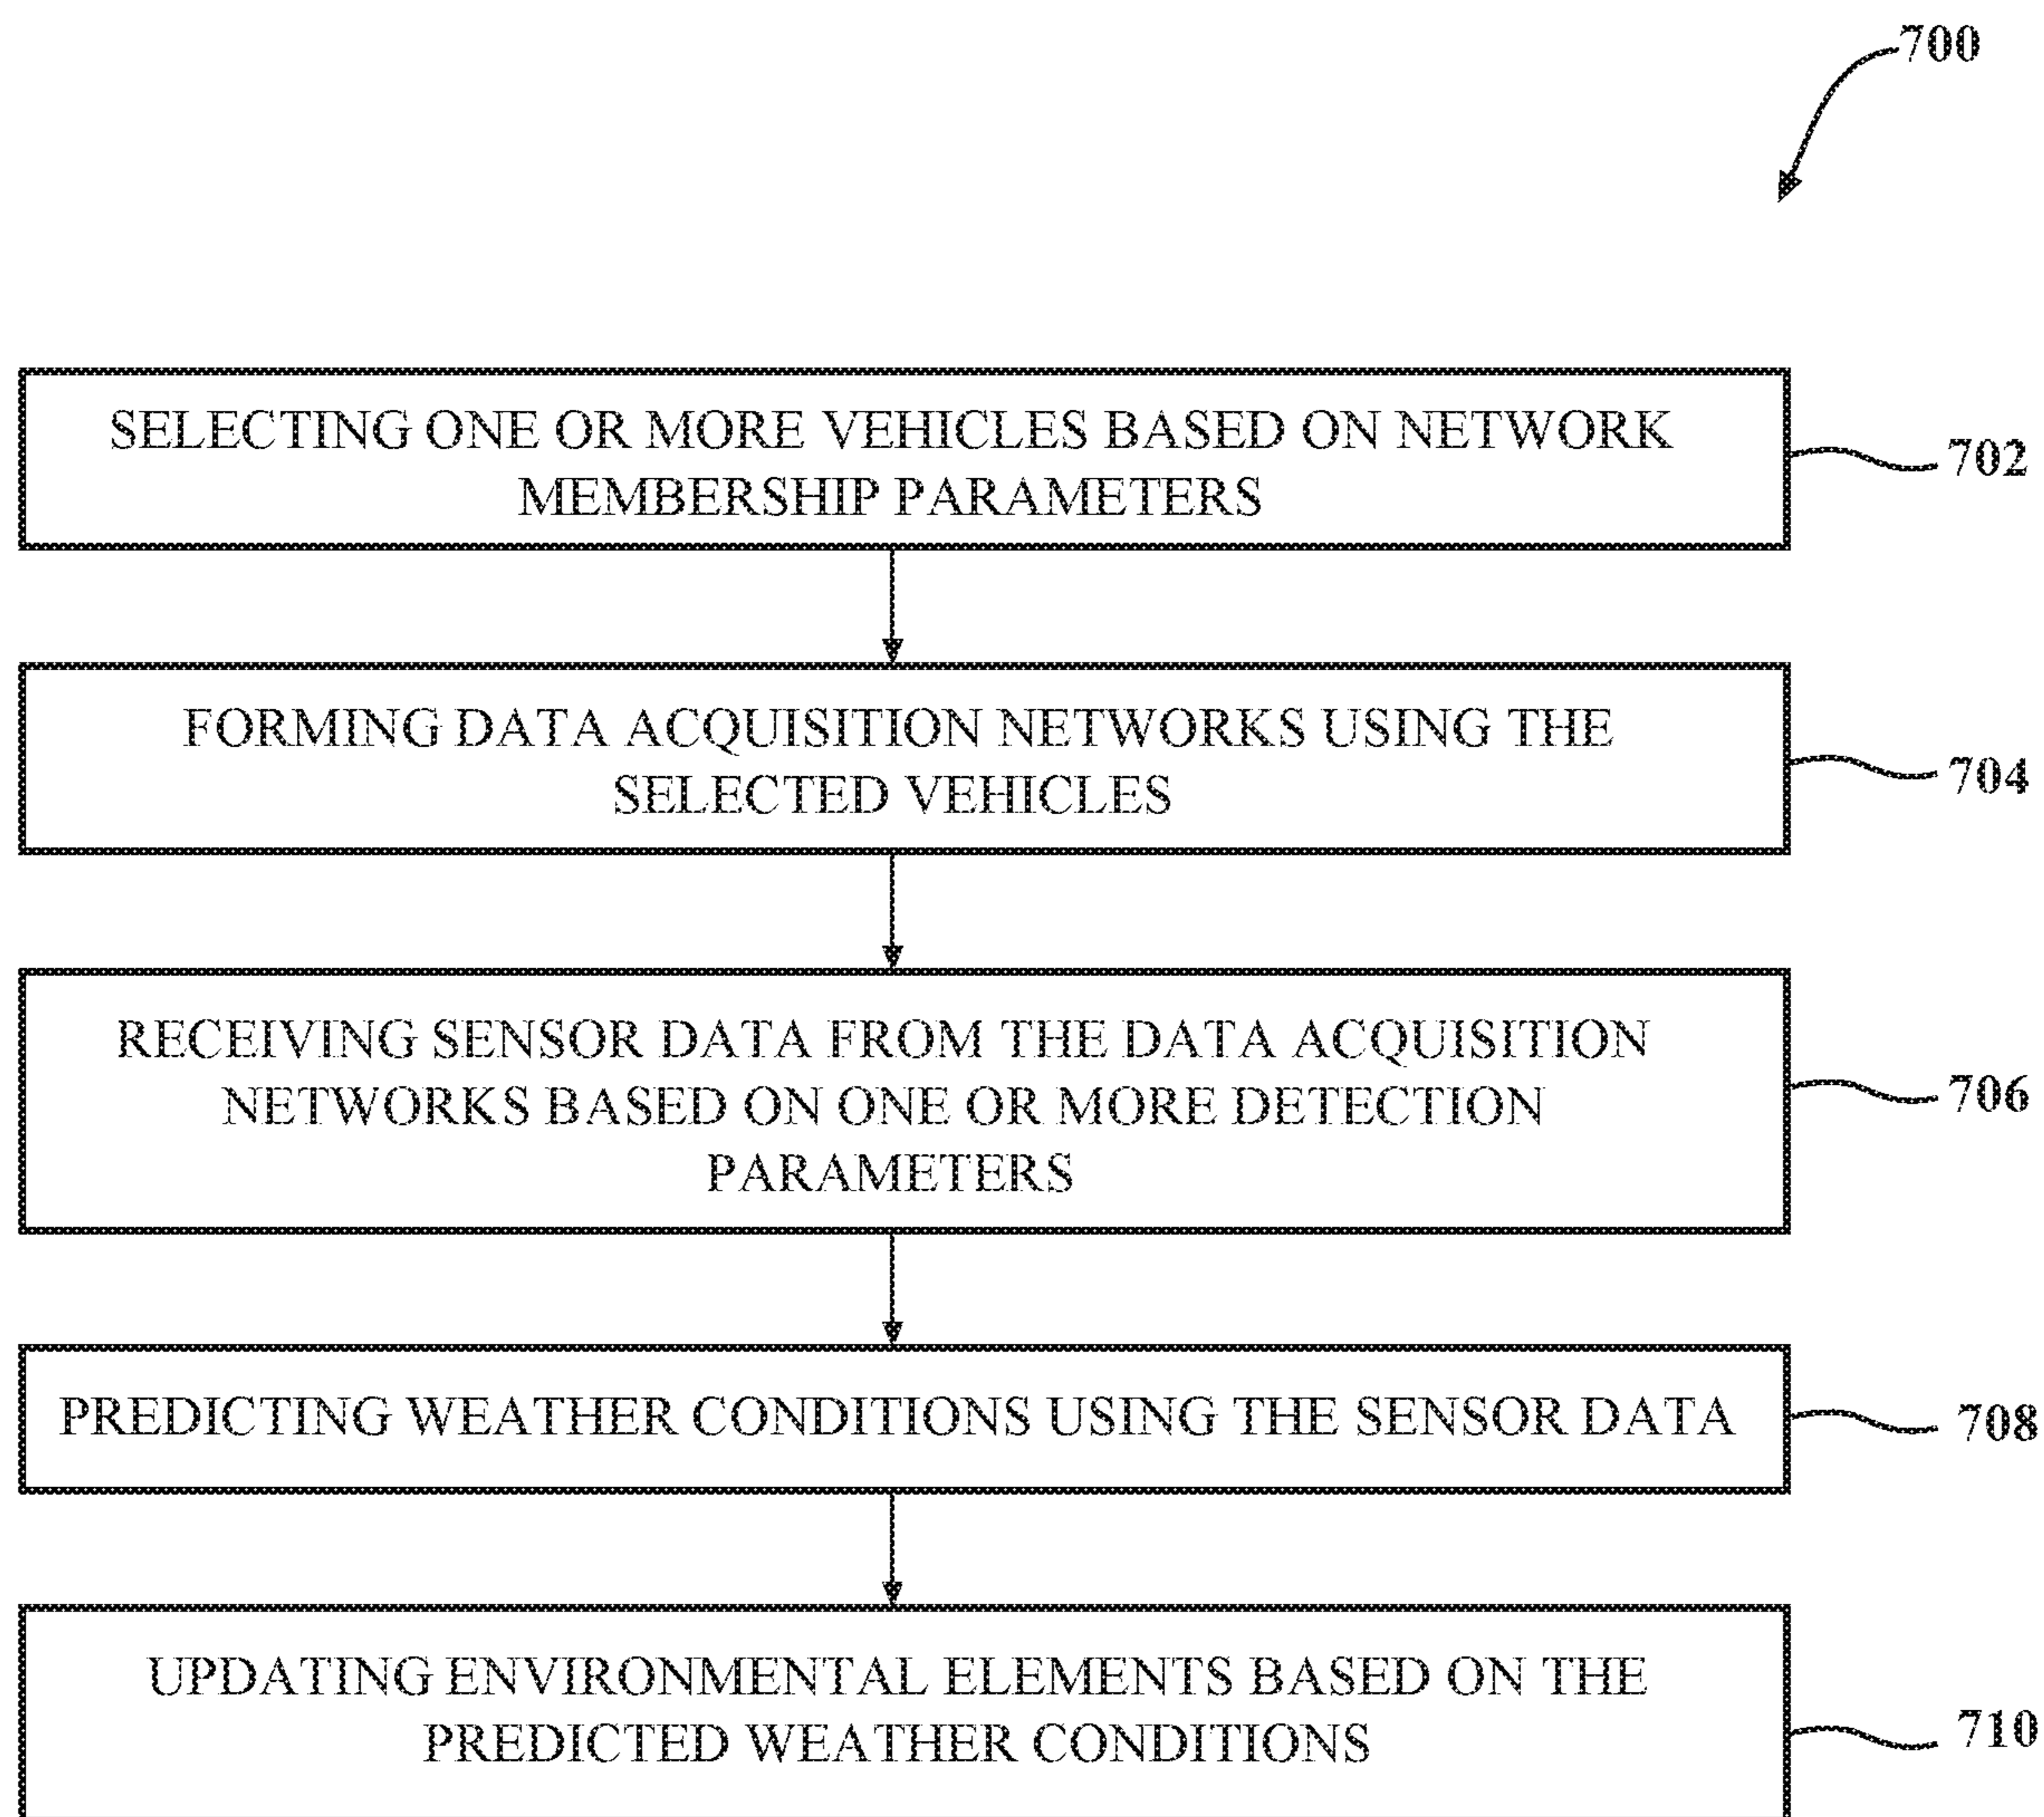 700
SELECTING ONE OR MORE VEHICLES BASED ON NETWORK
MEMBERSHIP PARAMETERS
702
FORMING DATA ACQUISITION NETWORKS USING THE
SELECTED VEHICLES
704
RECEIVING SENSOR DATA FROM THE DATA ACQUISITION
NETWORKS BASED ON ONE OR MORE DETECTION
PARAMETERS
706
PREDICTING WEATHER CONDITIONS USING THE SENSOR DATA
708
UPDATING ENVIRONMENTAL ELEMENTS BASED ON THE
PREDICTED WEATHER CONDITIONS
710